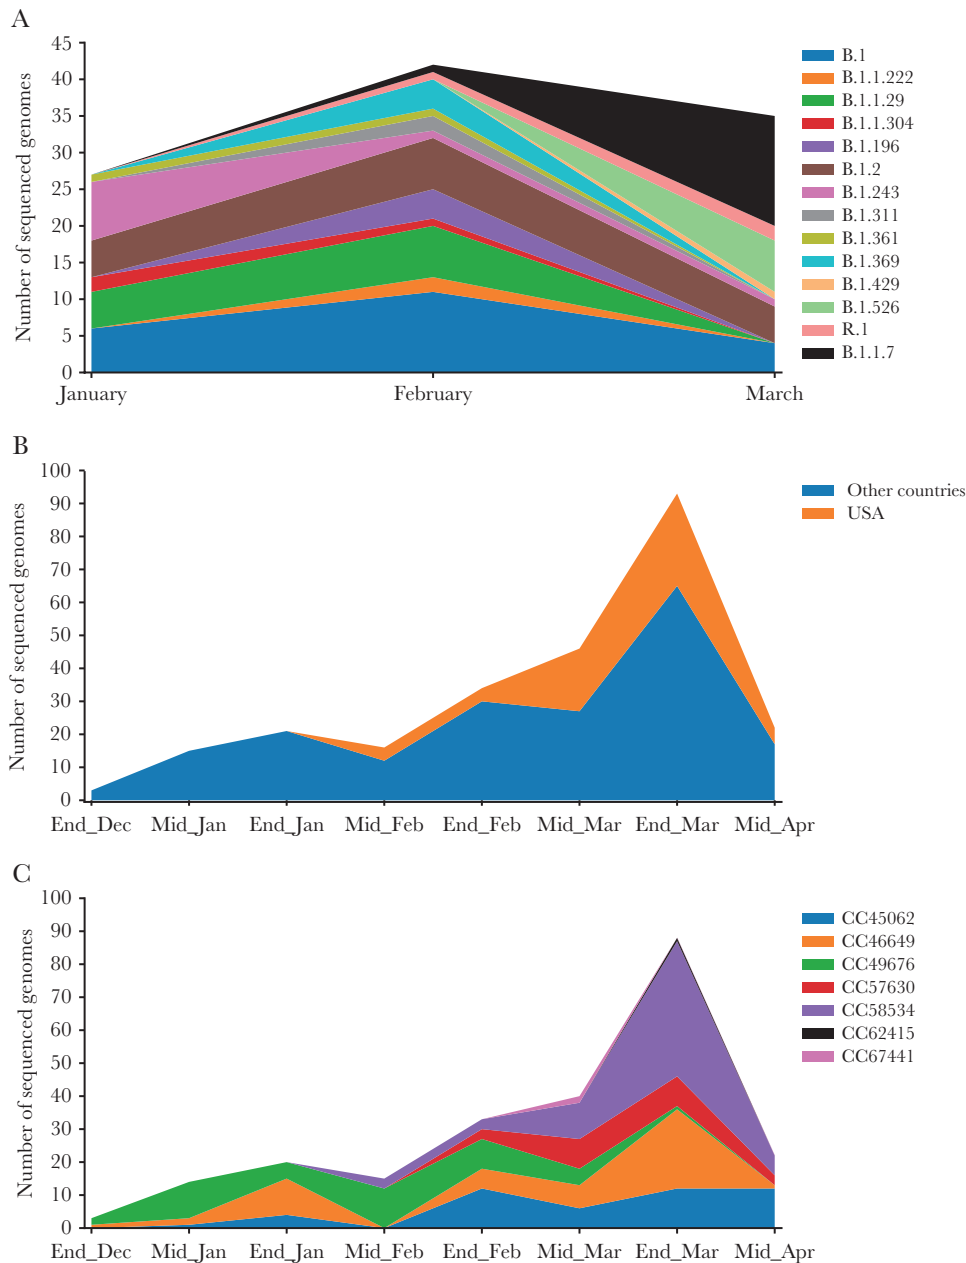 A
Number of sequenced genomes
45
40
35
30
25
20
15
10
5
0
January February March
B.1
B.1.1.222
B.1.1.29
B.1.1.304
B.1.196
B.1.2
B.1.243
B.1.311
B.1.361
B.1.369
B.1.429
B.1.526
R.1
B.1.1.7
B
Number of sequenced genomes
100
90
80
70
60
50
40
30
20
10
0
End_Dec Mid_Jan End_Jan Mid_Feb End_Feb Mid_Mar End_Mar Mid_Apr
Other countries
USA
C
Number of sequenced genomes
100
90
80
70
60
50
40
30
20
10
0
End_Dec Mid_Jan End_Jan Mid_Feb End_Feb Mid_Mar End_Mar Mid_Apr
CC45062
CC46649
CC49676
CC57630
CC58534
CC62415
CC67441